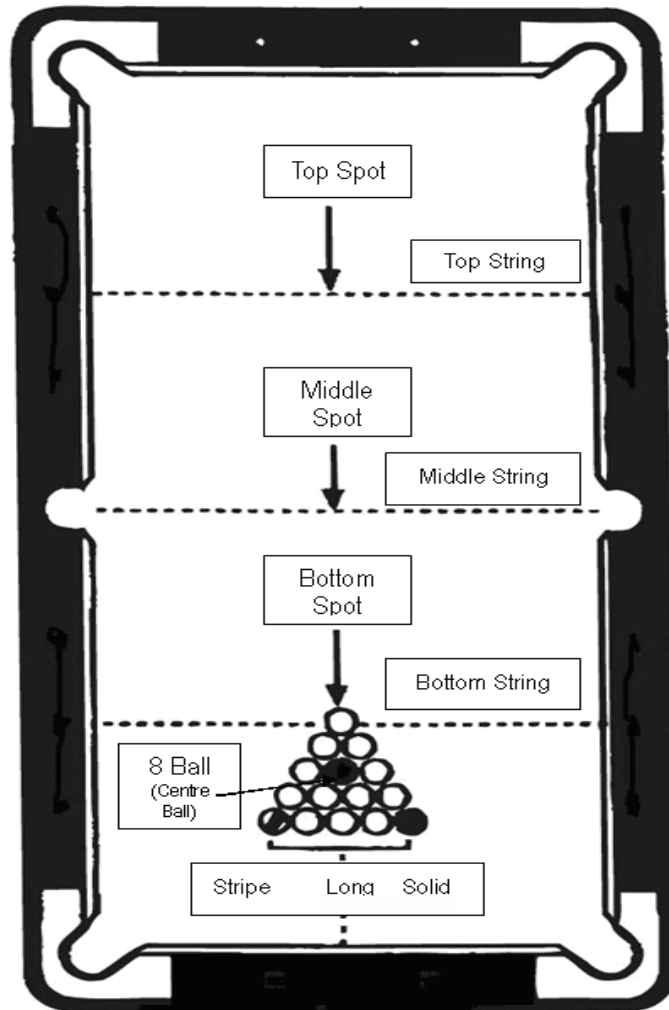 Top Spot
Top String
Middle
Spot
Middle String
Bottom
Spot
Bottom String
8 Ball
(Centre
Ball)
Stripe Long Solid